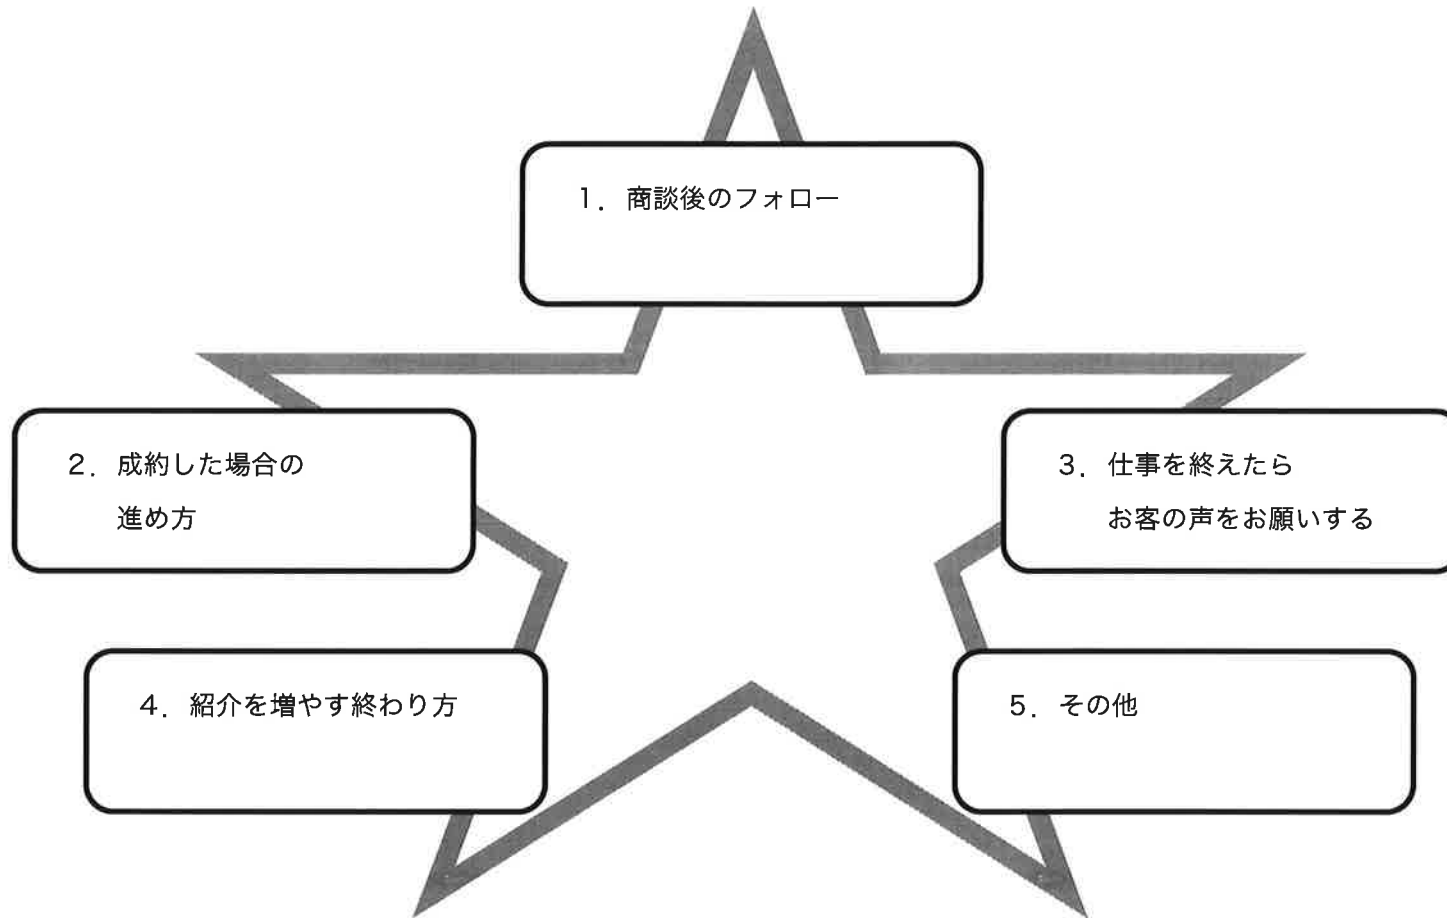 1．商談後のフォロー
2．成約した場合の
進め方
3．仕事を終えたら
お客の声をお願いする
4．紹介を増やす終わり方
5．その他